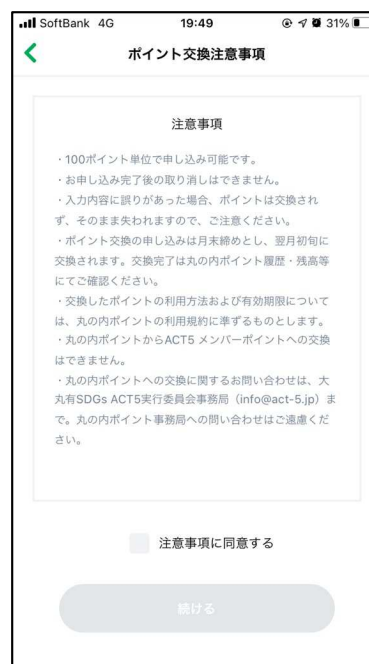 SoftBank 4G 19:49 31%
ポイント交換注意事項
注意事項
・100ポイント単位で申し込み可能です。
・お申し込み完了後の取り消しはできません。
・入力内容に誤りがあった場合、ポイントは交換され
ず、そのまま失われますので、ご注意ください。
・ポイント交換の申し込みは月末締めとし、翌月初旬に
交換されます。交換完了は丸の内ポイント履歴・残高等
にてご確認ください。
・交換したポイントの利用方法および有効期限について
は、丸の内ポイントの利用規約に準ずるものとします。
・丸の内ポイントからACT5 メンバーポイントへの交換
はできません。
・丸の内ポイントへの交換に関するお問い合わせは、大
丸有SDGs ACT5実行委員会事務局（info@act-5.jp）ま
で。丸の内ポイント事務局への問い合わせはご遠慮くだ
さい。
注意事項に同意する
続ける